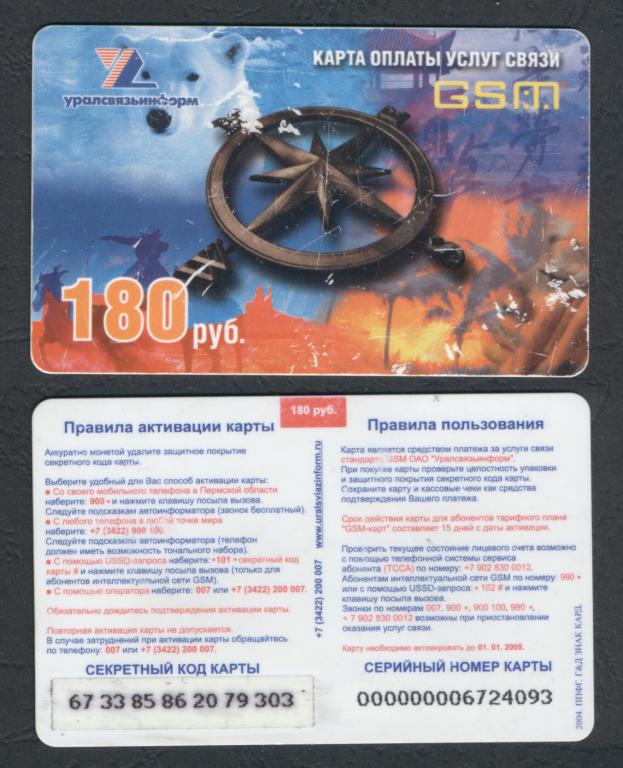 уралсвязьинформ
КАРТА ОПЛАТЫ УСЛУГ СВЯЗИ
GSM
180 руб.
180 руб.
Правила активации карты
Аккуратно монетой удалите защитное покрытие
секретного кода карты.
Выберите удобный для Вас способ активации карты:
● Со своего мобильного телефона в Пермской области
наберите: 900 • и нажмите клавишу посыла вызова.
Следуйте подсказкам автоинформатора (звонок бесплатный).
● С любого телефона в любой точке мира
наберите: +7 (3422) 900 100.
Следуйте подсказкам автоинформатора (телефон
должен иметь возможность тонального набора).
● С помощью USSD-запроса наберите: •101 • секретный код
карты # и нажмите клавишу посыла вызова (только для
абонентов интеллектуальной сети GSM).
● С помощью оператора наберите: 007 или +7 (3422) 200 007.
Обязательно дождитесь подтверждения активации карты.
Повторная активация карты не допускается.
В случае затруднений при активации карты обращайтесь
по телефону: 007 или +7 (3422) 200 007.
СЕКРЕТНЫЙ КОД КАРТЫ
67 33 85 86 20 79 303
www.uralsviazinform.ru
+7 (3422) 200 007
Правила пользования
Карта является средством платежа за услуги связи
стандарта GSM ОАО "Уралсвязьинформ".
При покупке карты проверьте целостность упаковки
и защитного покрытия секретного кода карты.
Сохраните карту и кассовые чеки как средства
подтверждения Вашего платежа.
Срок действия карты для абонентов тарифного плана
"GSM-карт" составляет 15 дней с даты активации.
Проверить текущее состояние лицевого счета возможно
с помощью телефонной системы сервиса
абонента (ТССА) по номеру: +7 902 830 0012.
Абонентам интеллектуальной сети GSM по номеру: 990 •
или с помощью USSD-запроса: • 102 # и нажмите
клавишу посыла вызова.
Звонки по номерам 007, 900 •, 900 100, 990 •,
+ 7 902 830 0012 возможны при приостановлении
оказания услуг связи.
Карту необходимо активировать до 01. 01. 2005.
СЕРИЙНЫЙ НОМЕР КАРТЫ
000000006724093
2004. ППФГ. Г&Д ЗНАК КАРД.